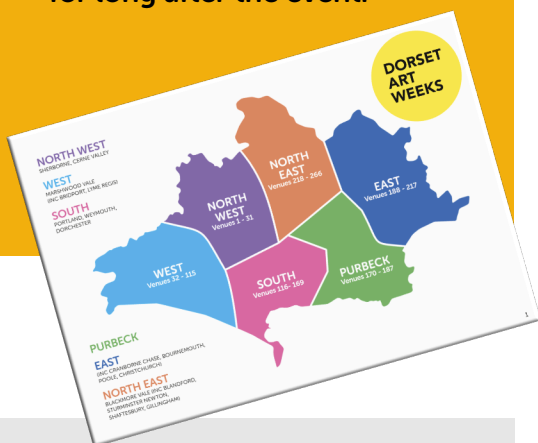 for long after the event.
DORSET
ART
WEEKS
NORTH WEST
SHERBORNE, CERNE VALLEY
WEST
MARSHWOOD VALE
(INC BRIDPORT, LYME REGIS)
SOUTH
PORTLAND, WEYMOUTH,
DORCHESTER
NORTH
EAST
Venues 218 - 266
EAST
Venues 188 - 217
NORTH
WEST
Venues 1 - 31
WEST
Venues 32 - 115
SOUTH
Venues 116- 169
PURBECK
Venues 170 - 187
PURBECK
EAST
(INC CRANBORNE CHASE, BOURNEMOUTH,
POOLE, CHRISTCHURCH)
NORTH EAST
BLACKMORE VALE (INC BLANDFORD,
STURMINSTER NEWTON,
SHAFTESBURY, GILLINGHAM)
1